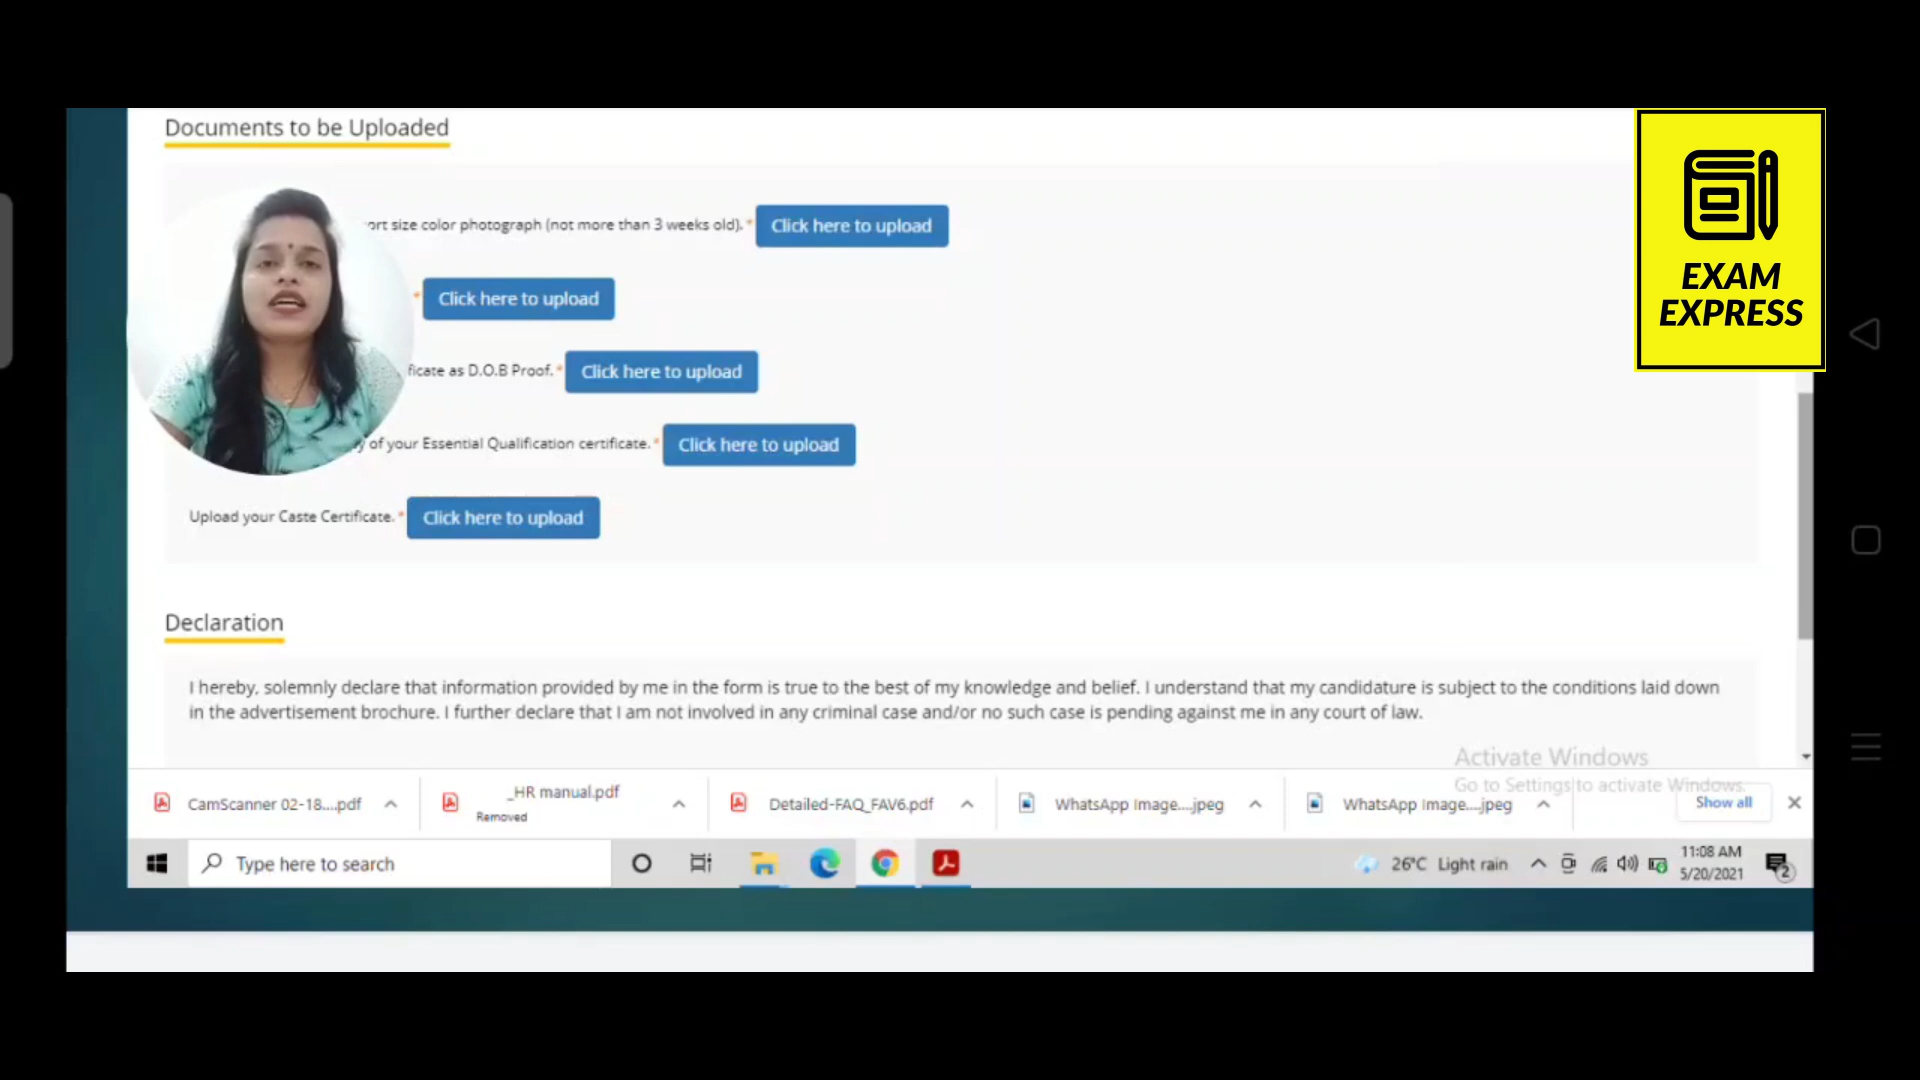 Documents to be Uploaded
ort size color photograph (not more than 3 weeks old). * Click here to upload
* Click here to upload
ficate as D.O.B Proof. * Click here to upload
y of your Essential Qualification certificate. * Click here to upload
Upload your Caste Certificate. * Click here to upload
EXAM
EXPRESS
Declaration
I hereby, solemnly declare that information provided by me in the form is true to the best of my knowledge and belief. I understand that my candidature is subject to the conditions laid down
in the advertisement brochure. I further declare that I am not involved in any criminal case and/or no such case is pending against me in any court of law.
Activate Windows
Go to Settings to activate Windows.
CamScanner 02-18....pdf
_HR manual.pdf
Removed
Detailed-FAQ_FAV6.pdf
WhatsApp Image....jpeg
WhatsApp Image....jpeg
Show all
Type here to search
26°C Light rain
11:08 AM
5/20/2021
2